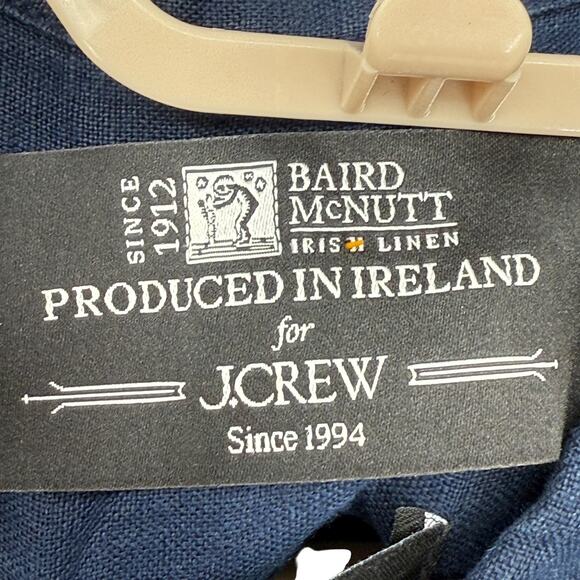 SINCE 1912
BAIRD
McNUTT
IRISH LINEN
PRODUCED IN IRELAND
for
J.CREW
Since 1994